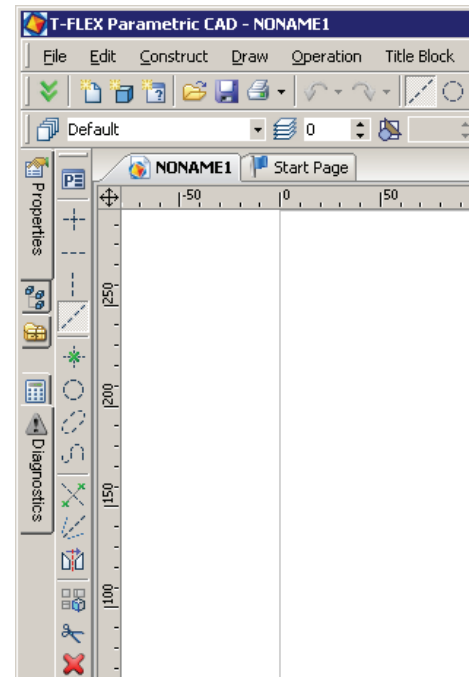 T-FLEX Parametric CAD - NONAME1
File Edit Construct Draw Operation Title Block
Default 0
NONAME1 Start Page
-50 0 50
Properties
PE
250
200
Diagnostics
150
100